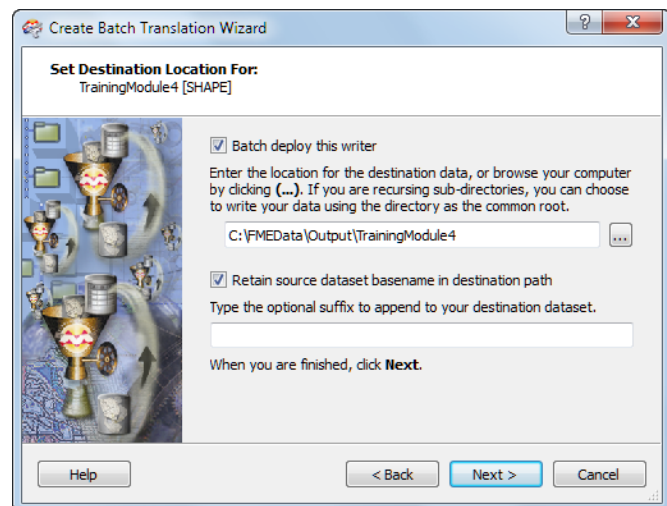 Create Batch Translation Wizard
?
X
Set Destination Location For:
TrainingModule4 [SHAPE]
Batch deploy this writer
Enter the location for the destination data, or browse your computer
by clicking (...). If you are recursing sub-directories, you can choose
to write your data using the directory as the common root.
C:\FMEData\Output\TrainingModule4
...
Retain source dataset basename in destination path
Type the optional suffix to append to your destination dataset.
When you are finished, click Next.
Help
< Back
Next >
Cancel